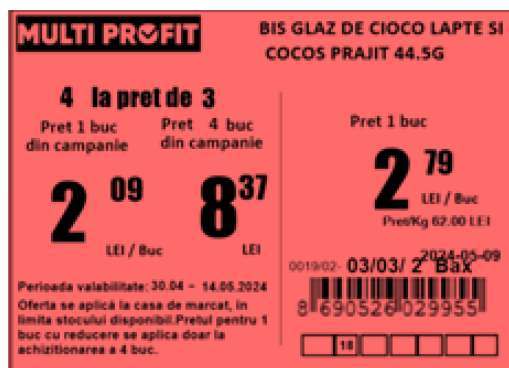 MULTI PROFIT
BIS GLAZ DE CIOCO LAPTE SI
COCOS PRAJIT 44.5G
4 la pret de 3
Pret 1 buc
din campanie
Pret 4 buc
din campanie
2 09
LEI / Buc
8 37
LEI
Perioada valabilitate: 30.04 - 14.05.2024
Oferta se aplică la casa de marcat, in
limita stocului disponibil.Pretul pentru 1
buc cu reducere se aplica doar la
achizitionarea a 4 buc.
Pret 1 buc
2 79
LEI / Buc
Pret/Kg 62.00 LEI
2024-05-09
0019/02- 03/03/ 2 Bax
8 690526 029955
18